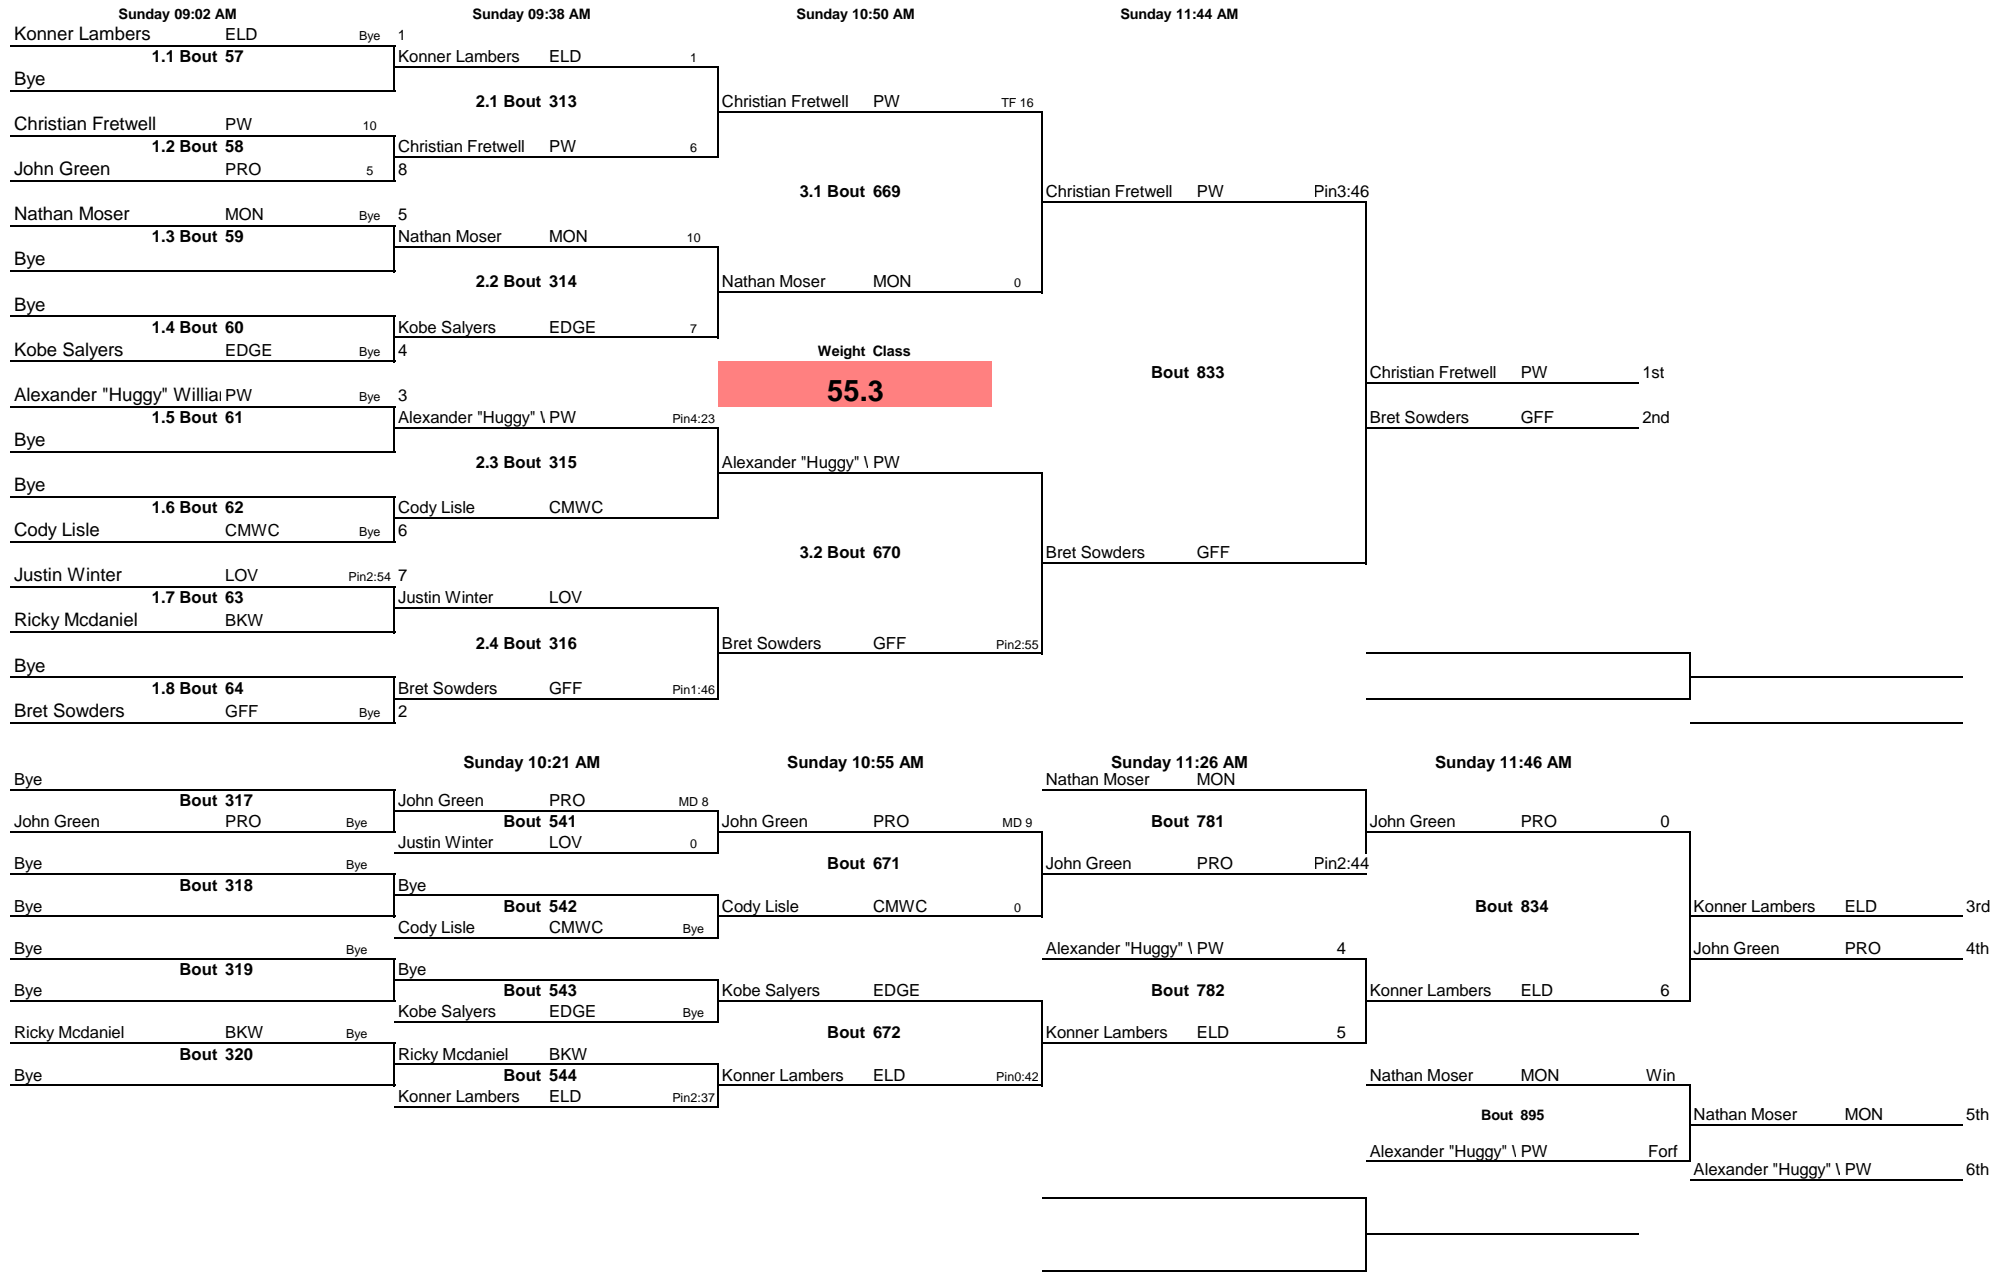 Sunday 09:02 AM Sunday 09:38 AM Sunday 10:50 AM Sunday 11:44 AM
Konner Lambers ELD Bye 1
1.1 Bout 57 Konner Lambers ELD 1
Bye
2.1 Bout 313 Christian Fretwell PW TF 16
Christian Fretwell PW 10
1.2 Bout 58 Christian Fretwell PW 6
John Green PRO 5 8
3.1 Bout 669 Christian Fretwell PW Pin3:46
Nathan Moser MON Bye 5
1.3 Bout 59 Nathan Moser MON 10
Bye
2.2 Bout 314 Nathan Moser MON 0
Bye
1.4 Bout 60 Kobe Salyers EDGE 7
Kobe Salyers EDGE Bye 4 Weight Class
Bout 833 Christian Fretwell PW 1st
Alexander "Huggy" Willia PW Bye 3 55.3
1.5 Bout 61 Alexander "Huggy" \ PW Pin4:23 Bret Sowders GFF 2nd
Bye
2.3 Bout 315 Alexander "Huggy" \ PW
Bye
1.6 Bout 62 Cody Lisle CMWC
Cody Lisle CMWC Bye 6
3.2 Bout 670 Bret Sowders GFF
Justin Winter LOV Pin2:54 7
1.7 Bout 63 Justin Winter LOV
Ricky Mcdaniel BKW
2.4 Bout 316 Bret Sowders GFF Pin2:55
Bye
1.8 Bout 64 Bret Sowders GFF Pin1:46
Bret Sowders GFF Bye 2
Sunday 10:21 AM Sunday 10:55 AM Sunday 11:26 AM Sunday 11:46 AM
Bye Nathan Moser MON
Bout 317 John Green PRO MD 8
John Green PRO Bye Bout 541 John Green PRO MD 9 Bout 781 John Green PRO 0
Justin Winter LOV 0
Bye Bye Bout 671 John Green PRO Pin2:44
Bout 318 Bye
Bye Bout 542 Cody Lisle CMWC 0 Bout 834 Konner Lambers ELD 3rd
Cody Lisle CMWC Bye
Bye Bye Alexander "Huggy" \ PW 4 John Green PRO 4th
Bout 319 Bye
Bye Bout 543 Kobe Salyers EDGE Bout 782 Konner Lambers ELD 6
Kobe Salyers EDGE Bye
Ricky Mcdaniel BKW Bye Bout 672 Konner Lambers ELD 5
Bout 320 Ricky Mcdaniel BKW
Bye Bout 544 Konner Lambers ELD Pin0:42 Nathan Moser MON Win
Konner Lambers ELD Pin2:37
Bout 895 Nathan Moser MON 5th
Alexander "Huggy" \ PW Forf
Alexander "Huggy" \ PW 6th